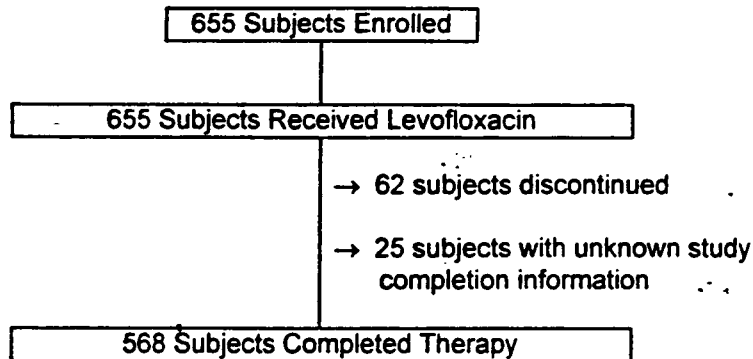 655 Subjects Enrolled
655 Subjects Received Levofloxacin
→ 62 subjects discontinued
→ 25 subjects with unknown study
completion information
568 Subjects Completed Therapy